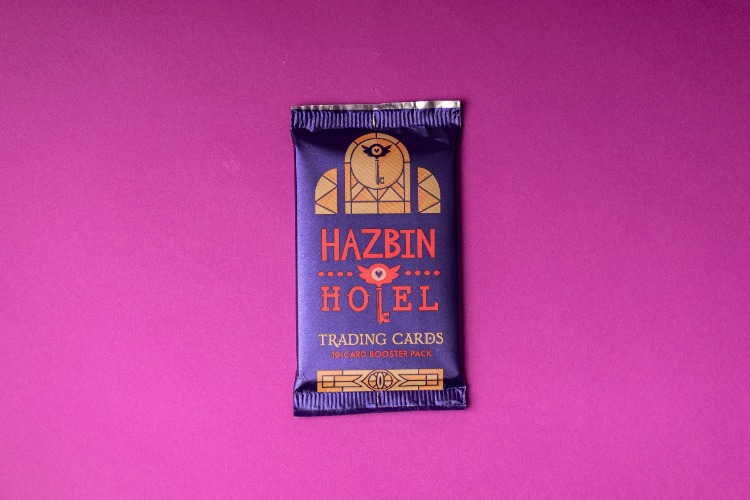 HAZBIN
HOTEL
TRADING CARDS
10-CARD BOOSTER PACK